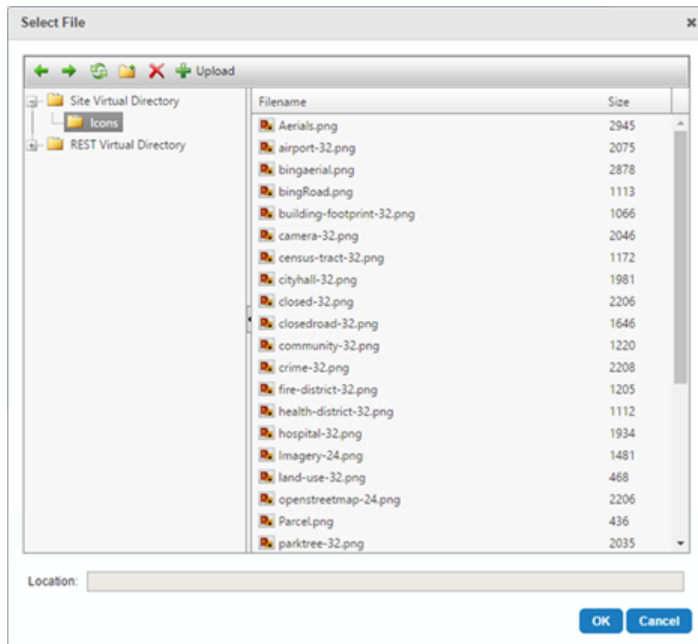 Select File
Upload
Site Virtual Directory
Icons
REST Virtual Directory
Filename Size
Aerials.png 2945
airport-32.png 2075
bingaerial.png 2878
bingRoad.png 1113
building-footprint-32.png 1066
camera-32.png 2046
census-tract-32.png 1172
cityhall-32.png 1981
closed-32.png 2206
closedroad-32.png 1646
community-32.png 1220
crime-32.png 2208
fire-district-32.png 1205
health-district-32.png 1112
hospital-32.png 1934
Imagery-24.png 1481
land-use-32.png 468
openstreetmap-24.png 2206
Parcel.png 436
parktree-32.png 2035
Location:
OK Cancel